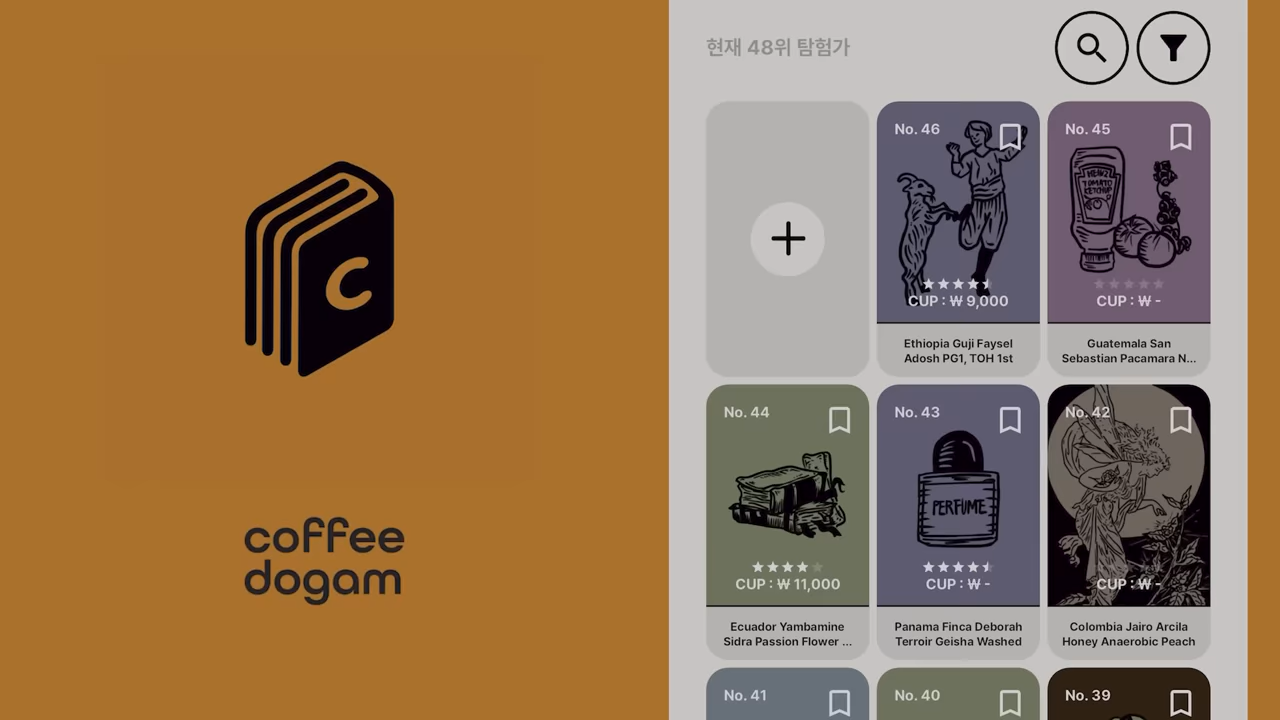 C
coffee
dogam
현재 48위 탐험가
No. 46
CUP : ₩ 9,000
Ethiopia Guji Faysel
Adosh PG1, TOH 1st
No. 45
HEINZ
TOMATO
KETCHUP
CUP : ₩ -
Guatemala San
Sebastian Pacamara N...
No. 44
CUP : ₩ 11,000
Ecuador Yambamine
Sidra Passion Flower ...
No. 43
PERFUME
CUP : ₩ -
Panama Finca Deborah
Terroir Geisha Washed
No. 42
CUP : ₩ -
Colombia Jairo Arcila
Honey Anaerobic Peach
No. 41
No. 40
No. 39